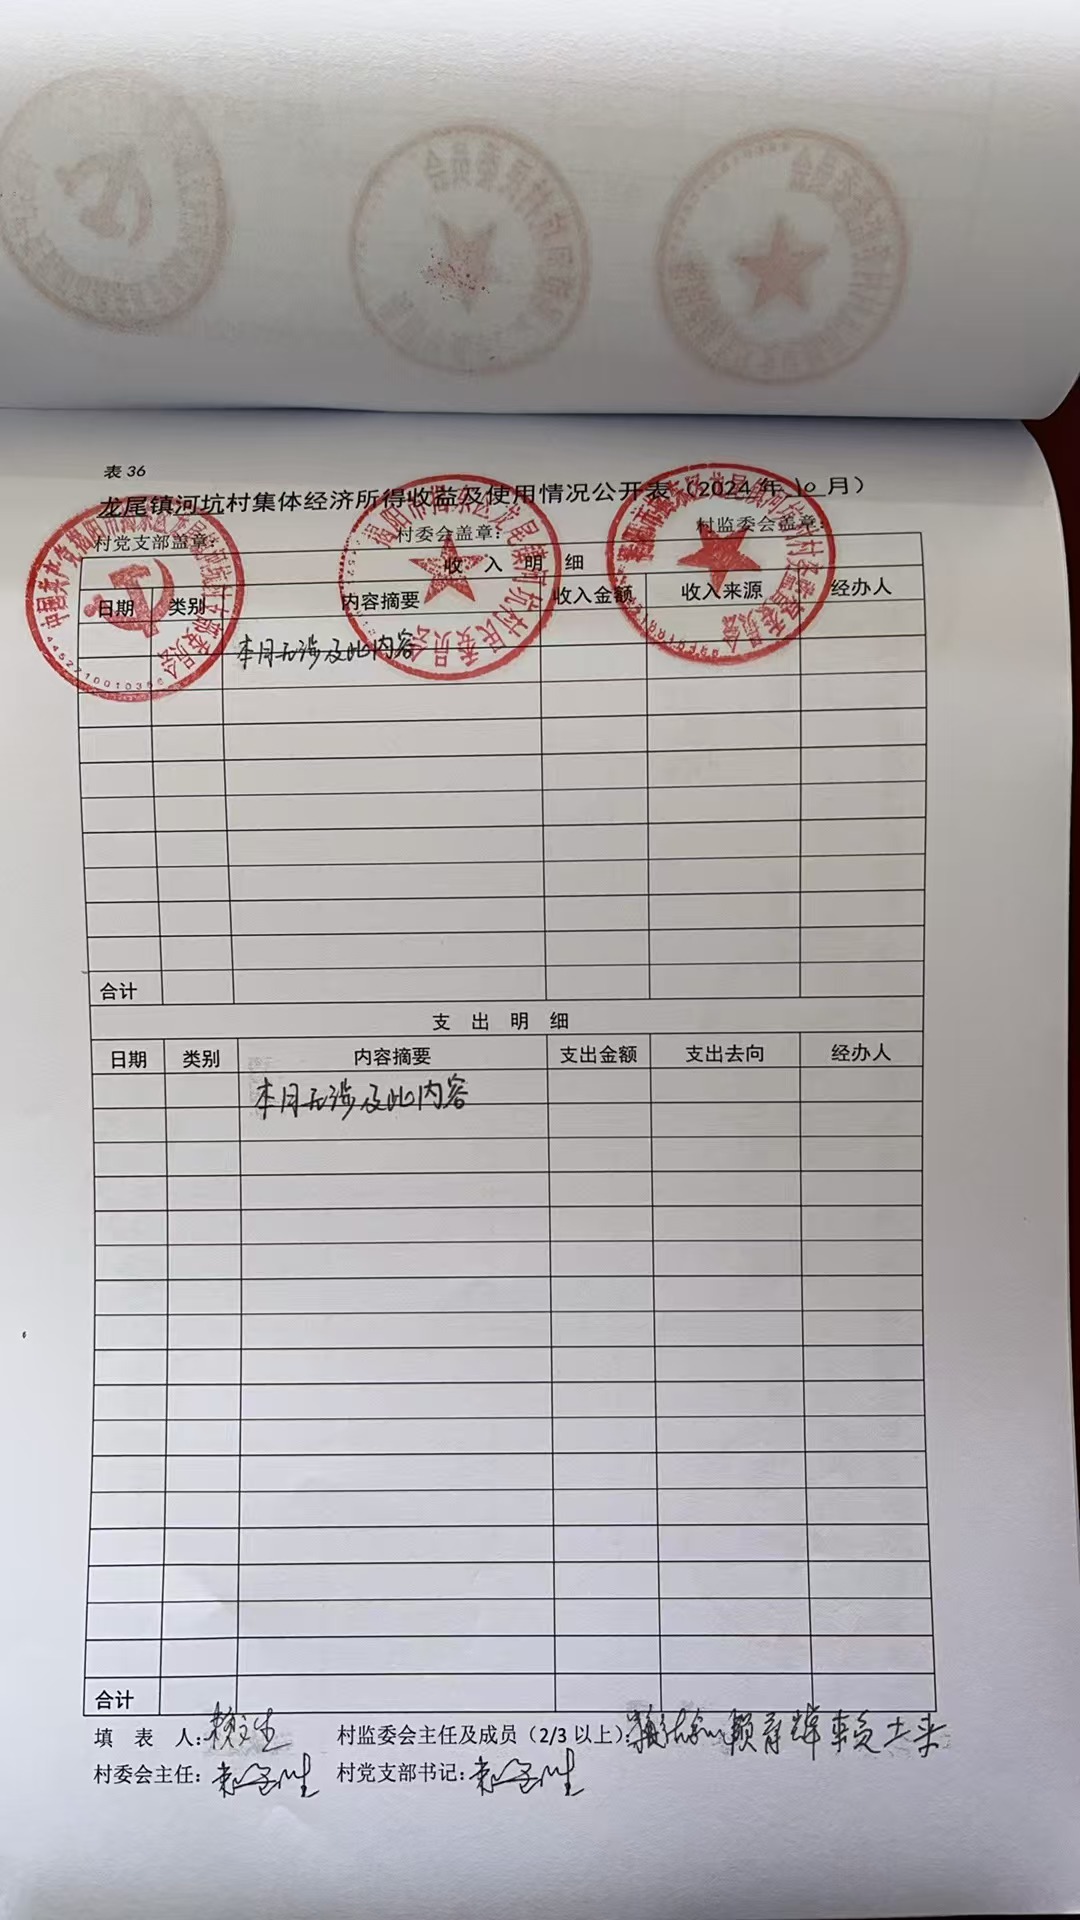 表 36
龙尾镇河坑村集体经济所得收益及使用情况公开表（2024 年 10 月）
村党支部盖章： 村委会盖章： 村监委会盖章：
收 入 明 细
日期 类别 内容摘要 收入金额 收入来源 经办人
本月无涉及此内容
合计
支 出 明 细
日期 类别 内容摘要 支出金额 支出去向 经办人
本月无涉及此内容
合计
填 表 人： 村监委会主任及成员（2/3 以上）：
村委会主任： 村党支部书记：